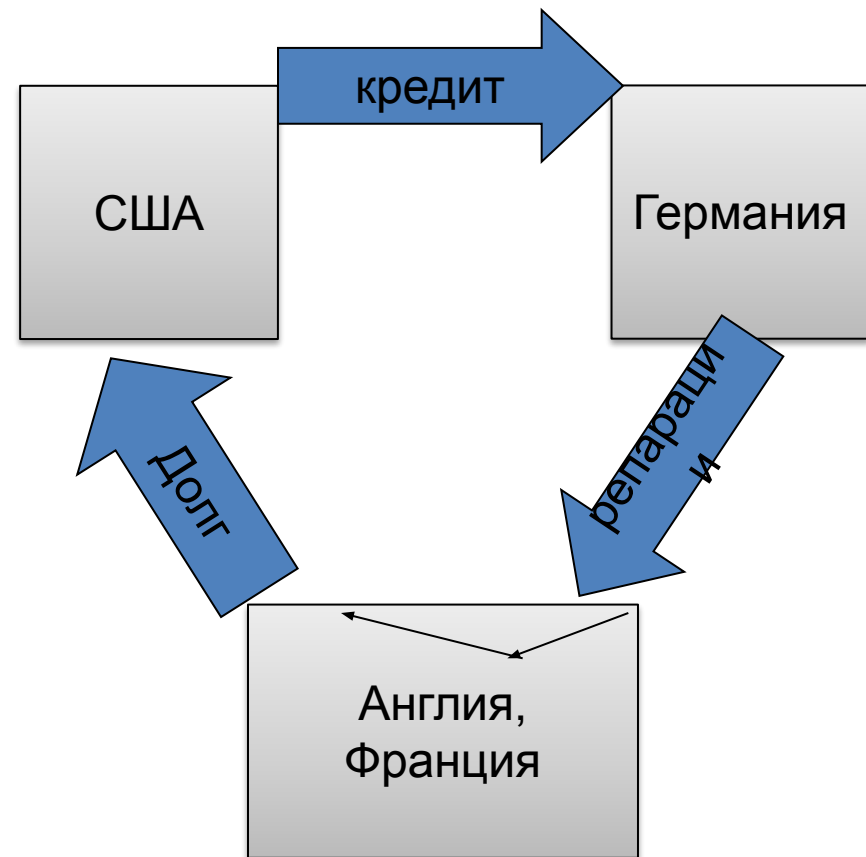 кредит
США
Германия
репараци
и
Долг
Англия,
Франция